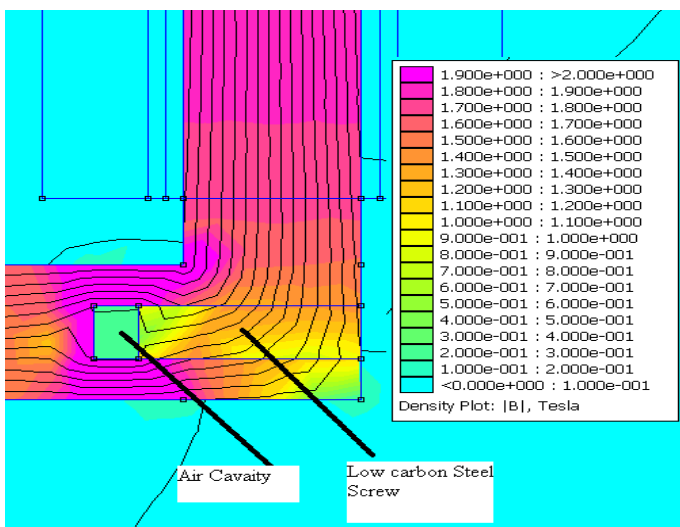 1.900e+000 : >2.000e+000
1.800e+000 : 1.900e+000
1.700e+000 : 1.800e+000
1.600e+000 : 1.700e+000
1.500e+000 : 1.600e+000
1.400e+000 : 1.500e+000
1.300e+000 : 1.400e+000
1.200e+000 : 1.300e+000
1.100e+000 : 1.200e+000
1.000e+000 : 1.100e+000
9.000e-001 : 1.000e+000
8.000e-001 : 9.000e-001
7.000e-001 : 8.000e-001
6.000e-001 : 7.000e-001
5.000e-001 : 6.000e-001
4.000e-001 : 5.000e-001
3.000e-001 : 4.000e-001
2.000e-001 : 3.000e-001
1.000e-001 : 2.000e-001
<0.000e+000 : 1.000e-001
Density Plot: |B|, Tesla
Air Cavaity
Low carbon Steel
Screw